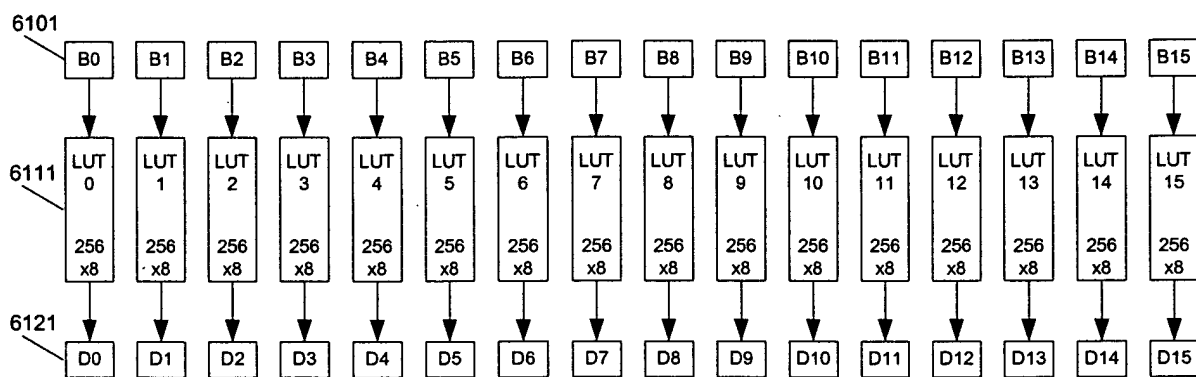 6101
B0 B1 B2 B3 B4 B5 B6 B7 B8 B9 B10 B11 B12 B13 B14 B15
6111
LUT LUT LUT LUT LUT LUT LUT LUT LUT LUT LUT LUT LUT LUT LUT LUT
0 1 2 3 4 5 6 7 8 9 10 11 12 13 14 15
256 256 256 256 256 256 256 256 256 256 256 256 256 256 256 256
x8 x8 x8 x8 x8 x8 x8 x8 x8 x8 x8 x8 x8 x8 x8 x8
6121
D0 D1 D2 D3 D4 D5 D6 D7 D8 D9 D10 D11 D12 D13 D14 D15